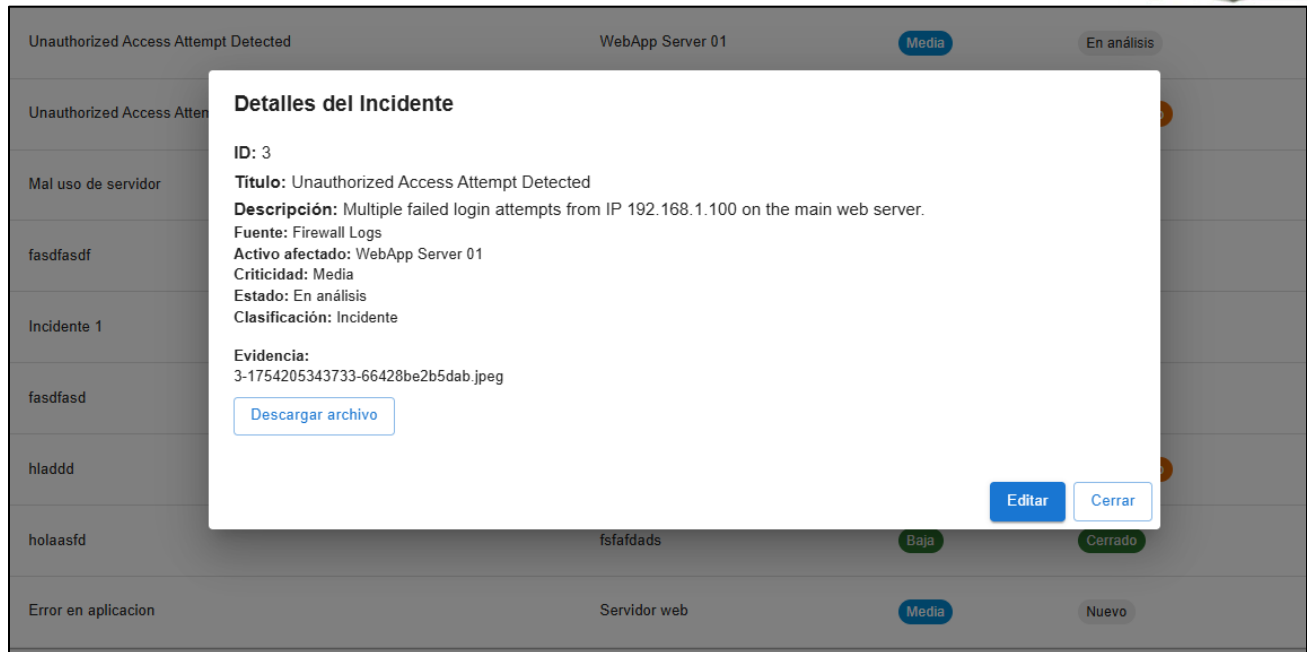 Unauthorized Access Attempt Detected WebApp Server 01 Media En análisis
Unauthorized Access Atten
Detalles del Incidente
ID: 3
Título: Unauthorized Access Attempt Detected
Mal uso de servidor
Descripción: Multiple failed login attempts from IP 192.168.1.100 on the main web server.
Fuente: Firewall Logs
fasdfasdf
Activo afectado: WebApp Server 01
Criticidad: Media
Estado: En análisis
Clasificación: Incidente
Incidente 1
Evidencia:
3-1754205343733-66428be2b5dab.jpeg
fasdfasd
Descargar archivo
hladdd
Editar Cerrar
holaasfd fsfafdads Baja Cerrado
Error en aplicacion Servidor web Media Nuevo